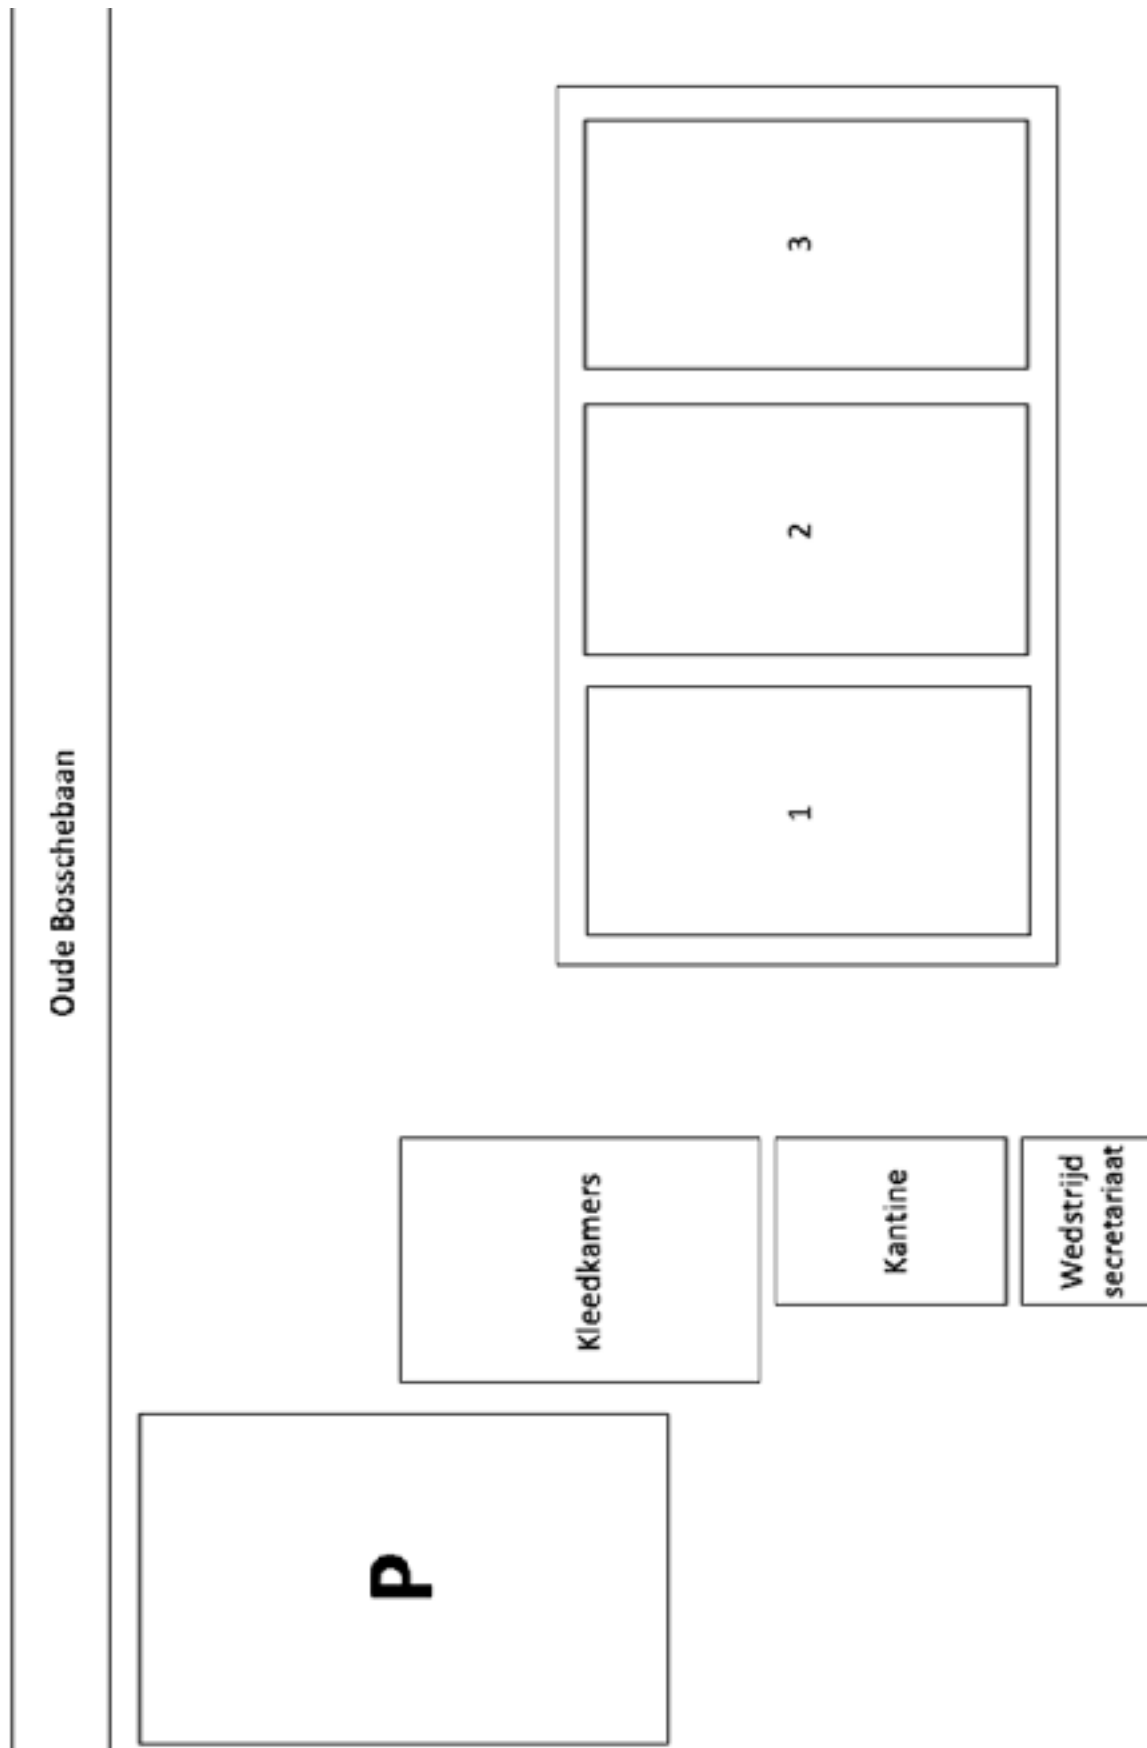 Oude Bosschebaan
P
Kleedkamers
Kantine
Wedstrijd
secretariaat
1
2
3